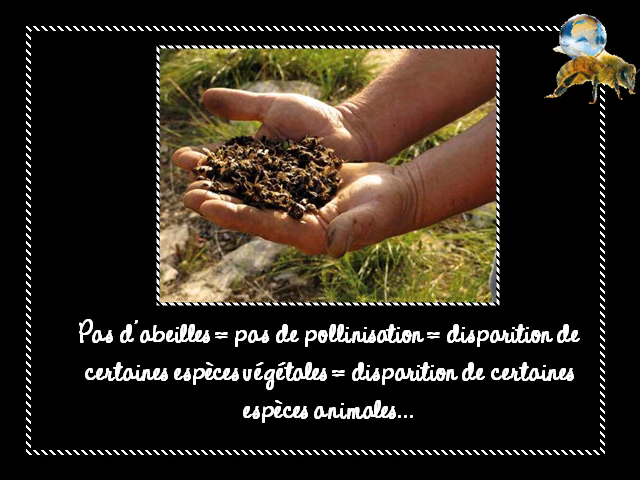 Pas d'abeilles = pas de pollinisation = disparition de
certaines espèces végétales = disparition de certaines
espèces animales...